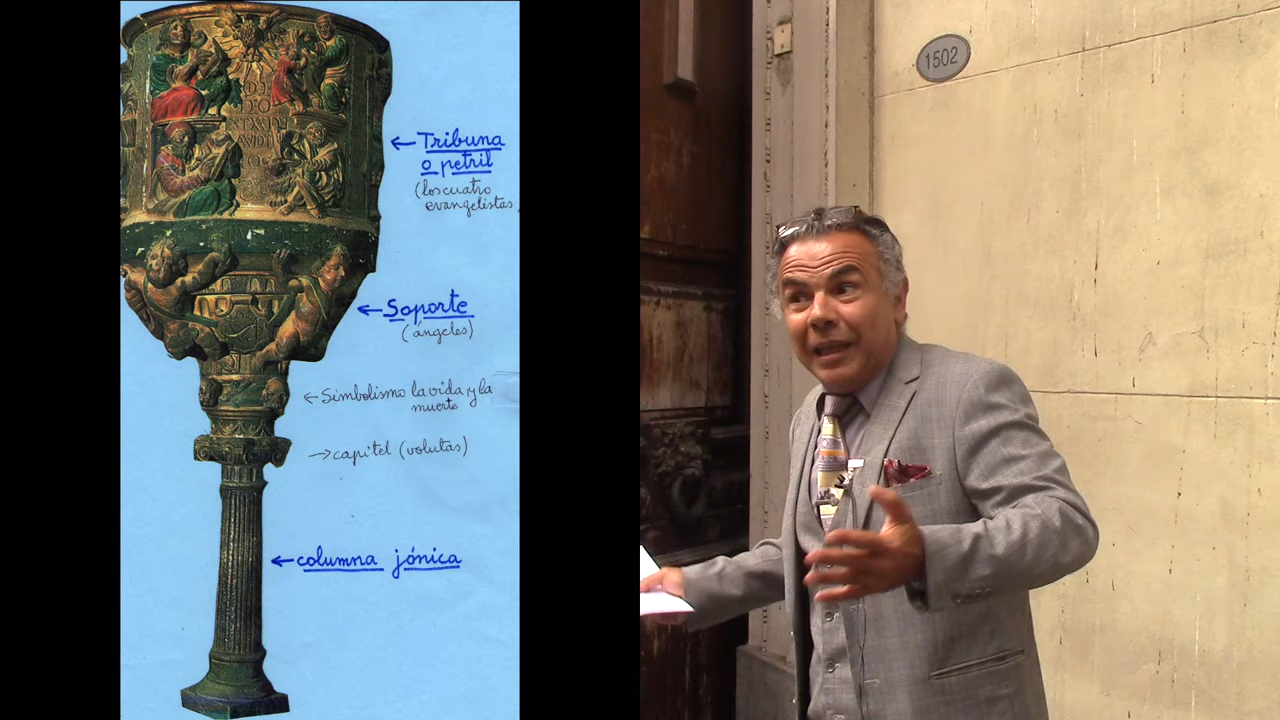 Tribuna
o petril
(los cuatro
evangelistas)
Soporte
(ángeles)
Simbolismo la vida y la
muerte
capitel (volutas)
columna jónica
1502